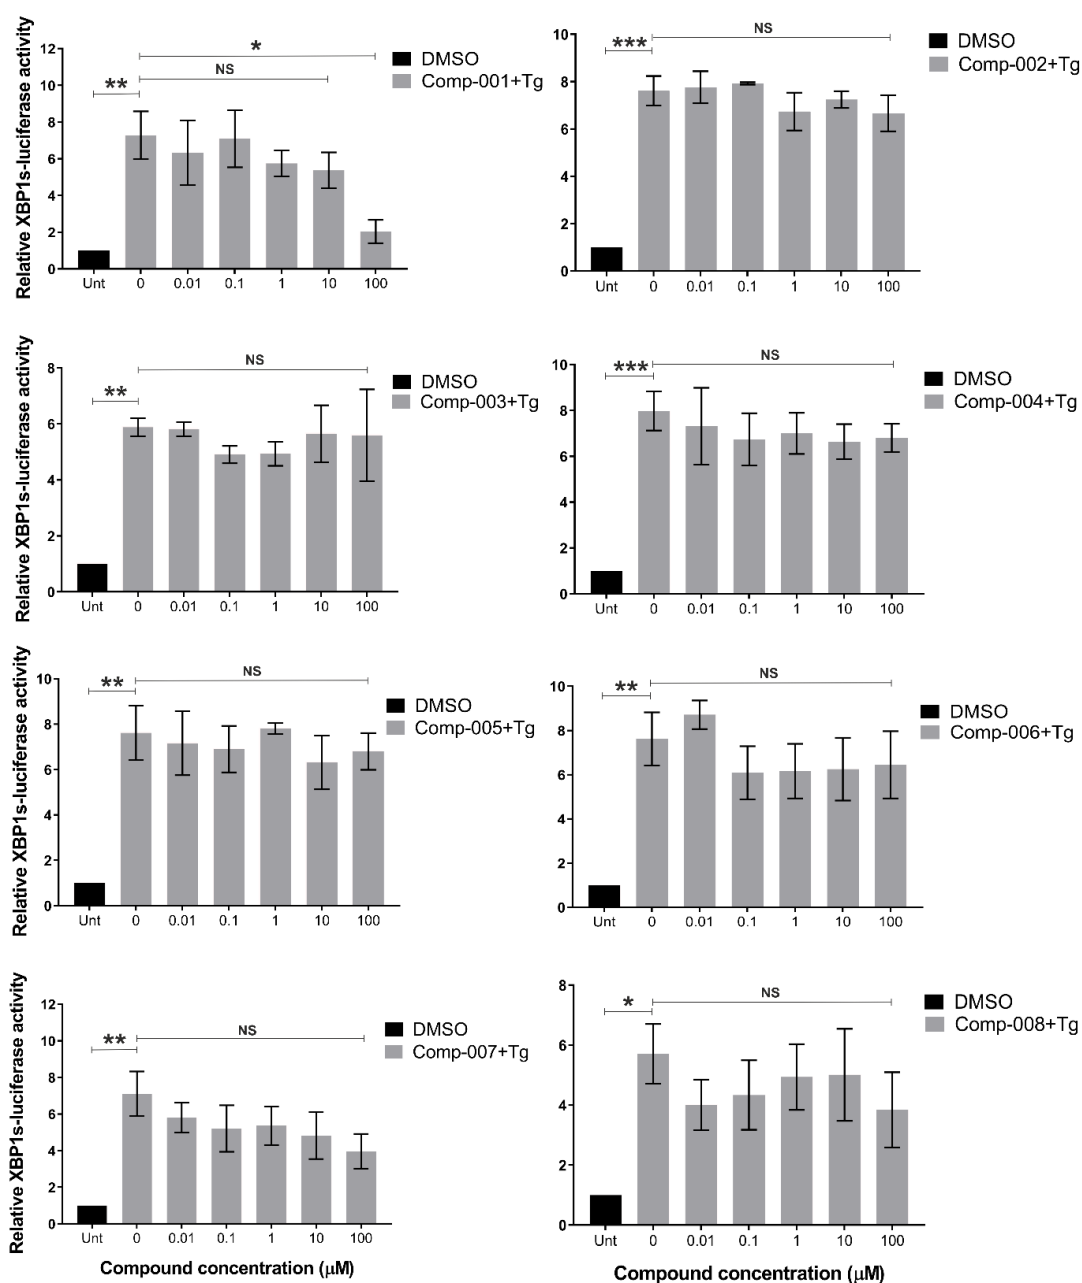 Relative XBP1s-luciferase activity
12
10
8
6
4
2
0
**
*
NS
DMSO
Comp-001+Tg
Unt 0 0.01 0.1 1 10 100
10
8
6
4
2
0
***
NS
DMSO
Comp-002+Tg
Unt 0 0.01 0.1 1 10 100
Relative XBP1s-luciferase activity
8
6
4
2
0
**
NS
DMSO
Comp-003+Tg
Unt 0 0.01 0.1 1 10 100
10
8
6
4
2
0
***
NS
DMSO
Comp-004+Tg
Unt 0 0.01 0.1 1 10 100
Relative XBP1s-luciferase activity
10
8
6
4
2
0
**
NS
DMSO
Comp-005+Tg
Unt 0 0.01 0.1 1 10 100
10
8
6
4
2
0
**
NS
DMSO
Comp-006+Tg
Unt 0 0.01 0.1 1 10 100
Relative XBP1s-luciferase activity
12
10
8
6
4
2
0
**
NS
DMSO
Comp-007+Tg
Unt 0 0.01 0.1 1 10 100
Compound concentration (μM)
8
6
4
2
0
*
NS
DMSO
Comp-008+Tg
Unt 0 0.01 0.1 1 10 100
Compound concentration (μM)